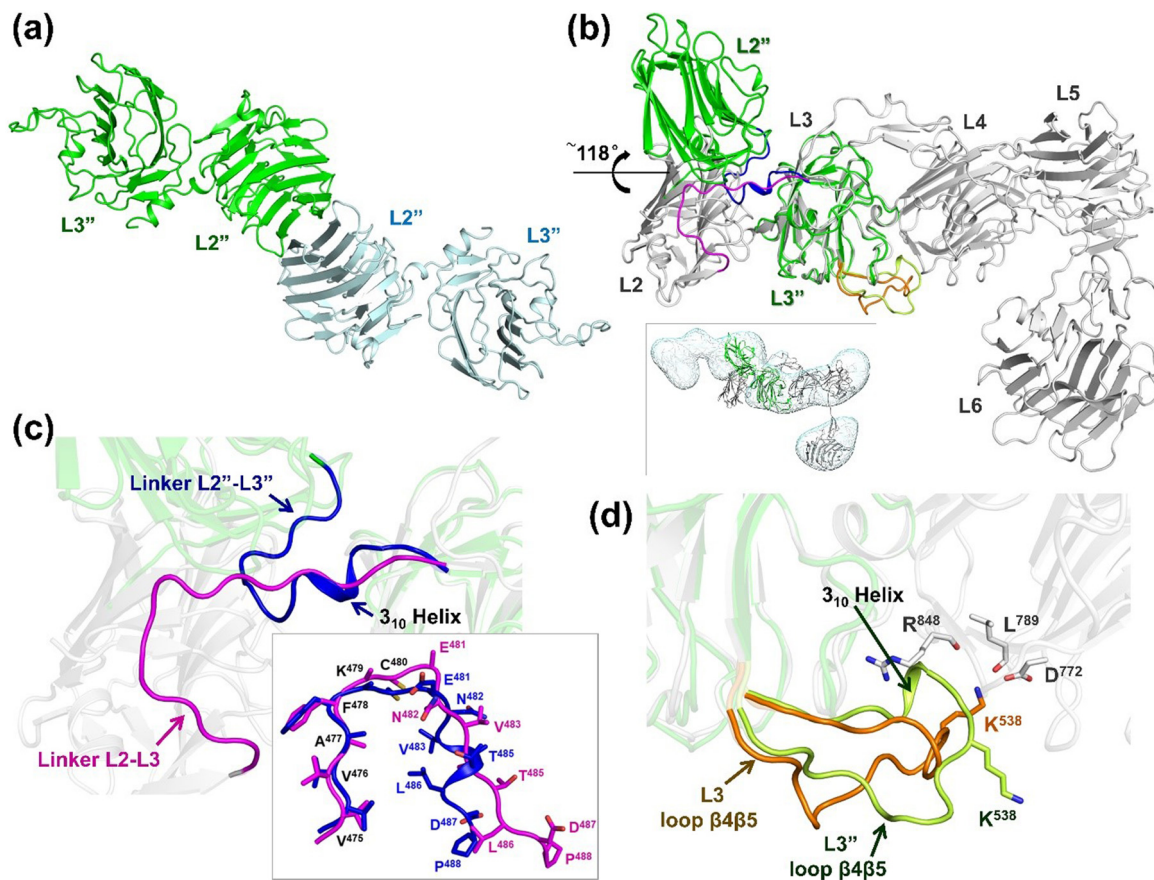 (a)
L3”
L2”
L2”
L3”
(b)
L2”
L3
L4
L5
~118°
L2
L3”
L6
(c)
Linker L2”-L3”
3₁₀ Helix
Linker L2-L3
E⁴⁸¹
C⁴⁸⁰
K⁴⁷⁹
E⁴⁸¹
F⁴⁷⁸
N⁴⁸²
N⁴⁸²
V⁴⁸³
A⁴⁷⁷
V⁴⁸³
T⁴⁸⁵
V⁴⁷⁶
T⁴⁸⁵
L⁴⁸⁶
D⁴⁸⁷
D⁴⁸⁷
V⁴⁷⁵
L⁴⁸⁶
P⁴⁸⁸
P⁴⁸⁸
(d)
3₁₀ Helix
R⁸⁴⁸
L⁷⁸⁹
D⁷⁷²
K⁵³⁸
L3
loop β4β5
K⁵³⁸
L3”
loop β4β5